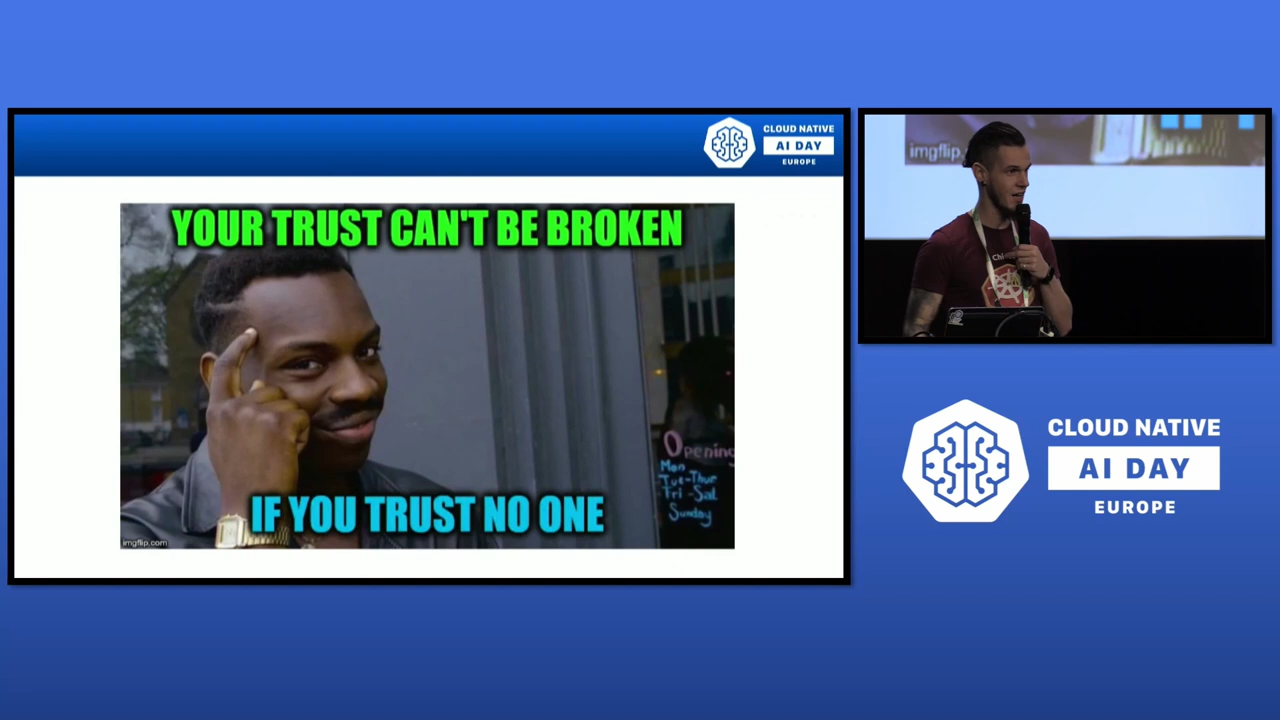 CLOUD NATIVE
AI DAY
EUROPE
YOUR TRUST CAN'T BE BROKEN
IF YOU TRUST NO ONE
Opening
Mon
Tue-Thur
Fri-Sat
Sunday
imgflip.com
imgflip
CLOUD NATIVE
AI DAY
EUROPE